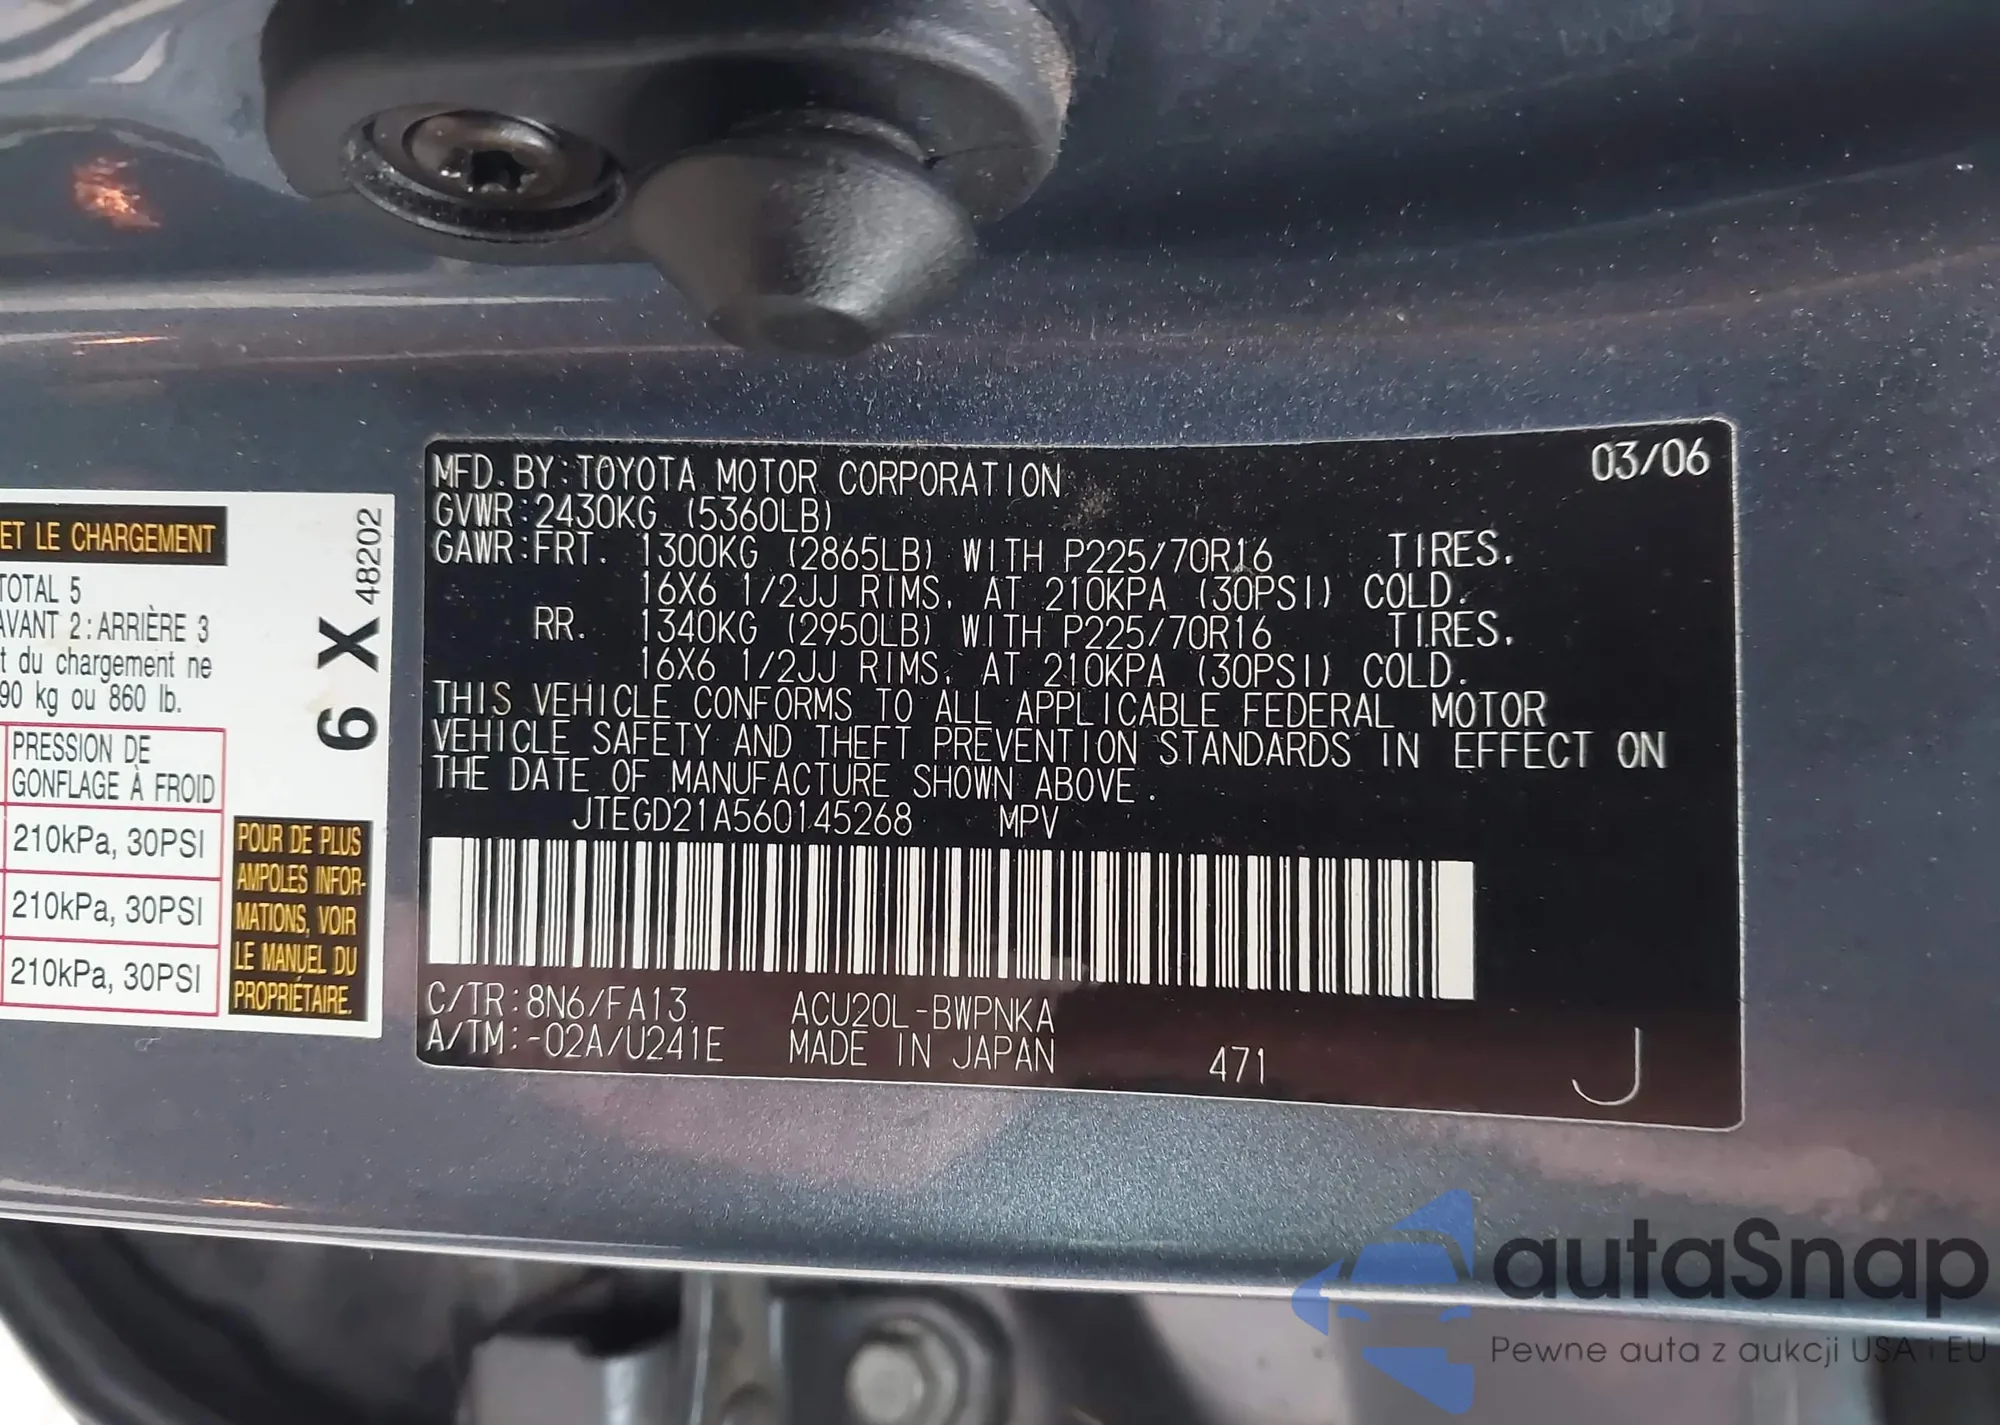 ET LE CHARGEMENT
TOTAL 5
AVANT 2 : ARRIÈRE 3
t du chargement ne
90 kg ou 860 lb.
PRESSION DE
GONFLAGE À FROID
210kPa, 30PSI
210kPa, 30PSI
210kPa, 30PSI
6 X 48202
POUR DE PLUS
AMPOLES INFOR-
MATIONS, VOIR
LE MANUEL DU
PROPRIÉTAIRE.
MFD. BY:TOYOTA MOTOR CORPORATION 03/06
GVWR:2430KG (5360LB)
GAWR:FRT. 1300KG (2865LB) WITH P225/70R16 TIRES.
16X6 1/2JJ RIMS, AT 210KPA (30PSI) COLD.
RR. 1340KG (2950LB) WITH P225/70R16 TIRES.
16X6 1/2JJ RIMS, AT 210KPA (30PSI) COLD.
THIS VEHICLE CONFORMS TO ALL APPLICABLE FEDERAL MOTOR
VEHICLE SAFETY AND THEFT PREVENTION STANDARDS IN EFFECT ON
THE DATE OF MANUFACTURE SHOWN ABOVE.
JTEGD21A560145268 MPV
C/TR:8N6/FA13 ACU20L-BWPNKA
A/TM:-02A/U241E MADE IN JAPAN 471 J
autaSnap
Pewne auta z aukcji USA i EU